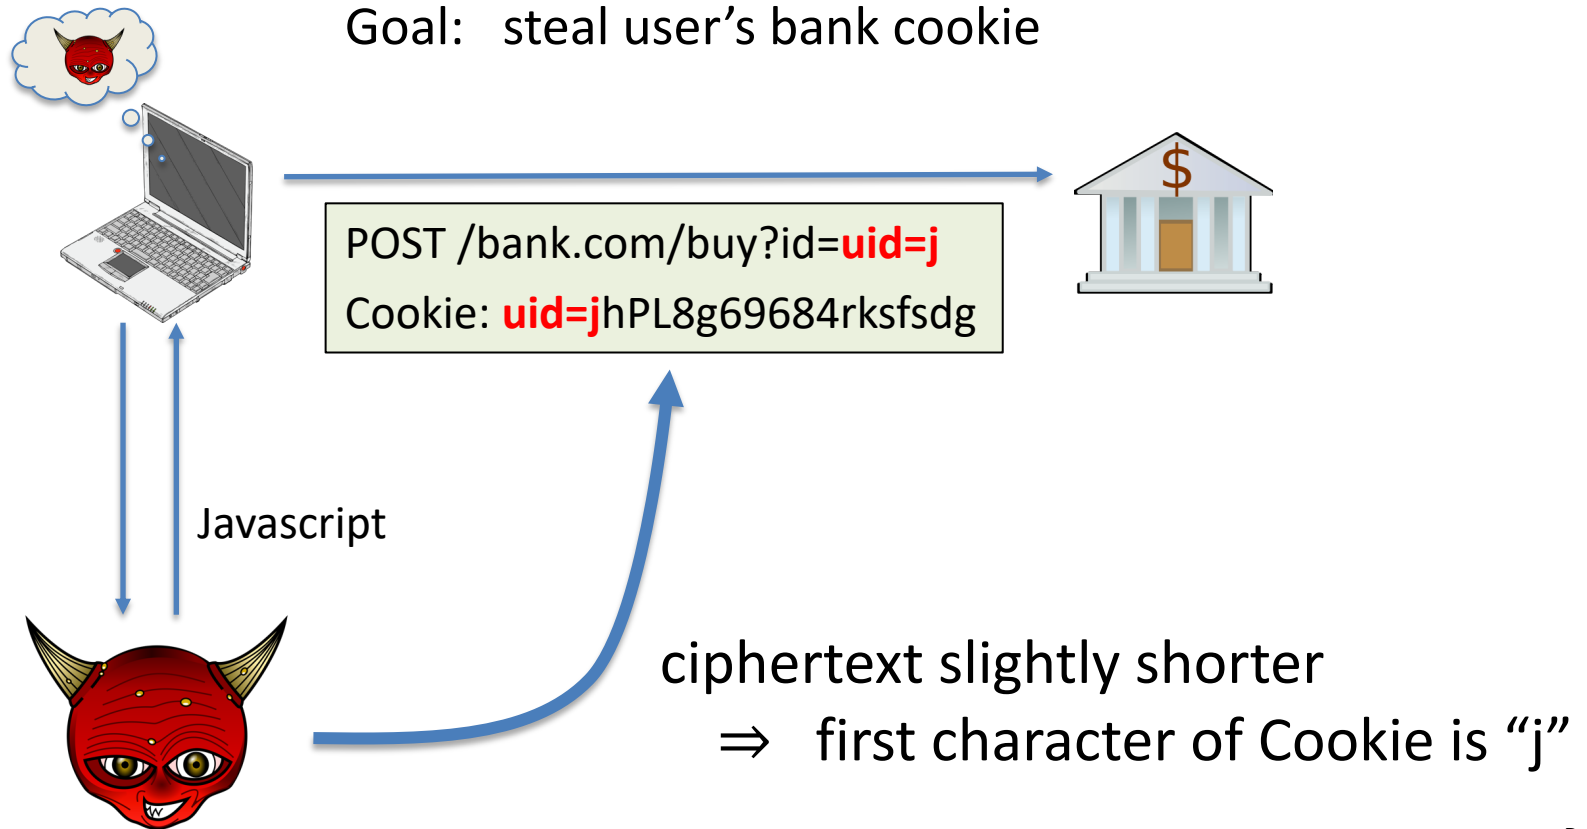 Goal:   steal user’s bank cookie
$
POST /bank.com/buy?id=uid=j
Cookie: uid=jhPL8g69684rksfsdg
Javascript
ciphertext slightly shorter
⇒   first character of Cookie is “j”